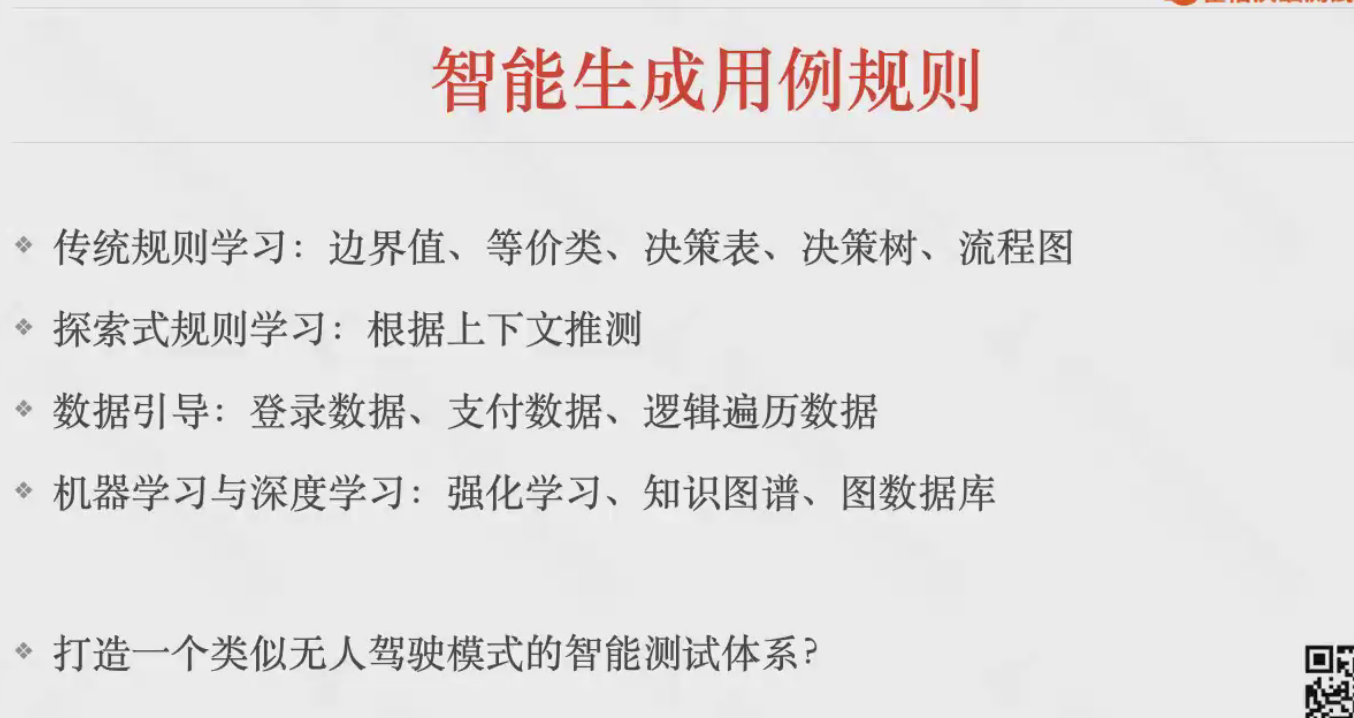 智能生成用例规则
❖ 传统规则学习：边界值、等价类、决策表、决策树、流程图
❖ 探索式规则学习：根据上下文推测
❖ 数据引导：登录数据、支付数据、逻辑遍历数据
❖ 机器学习与深度学习：强化学习、知识图谱、图数据库
❖ 打造一个类似无人驾驶模式的智能测试体系?